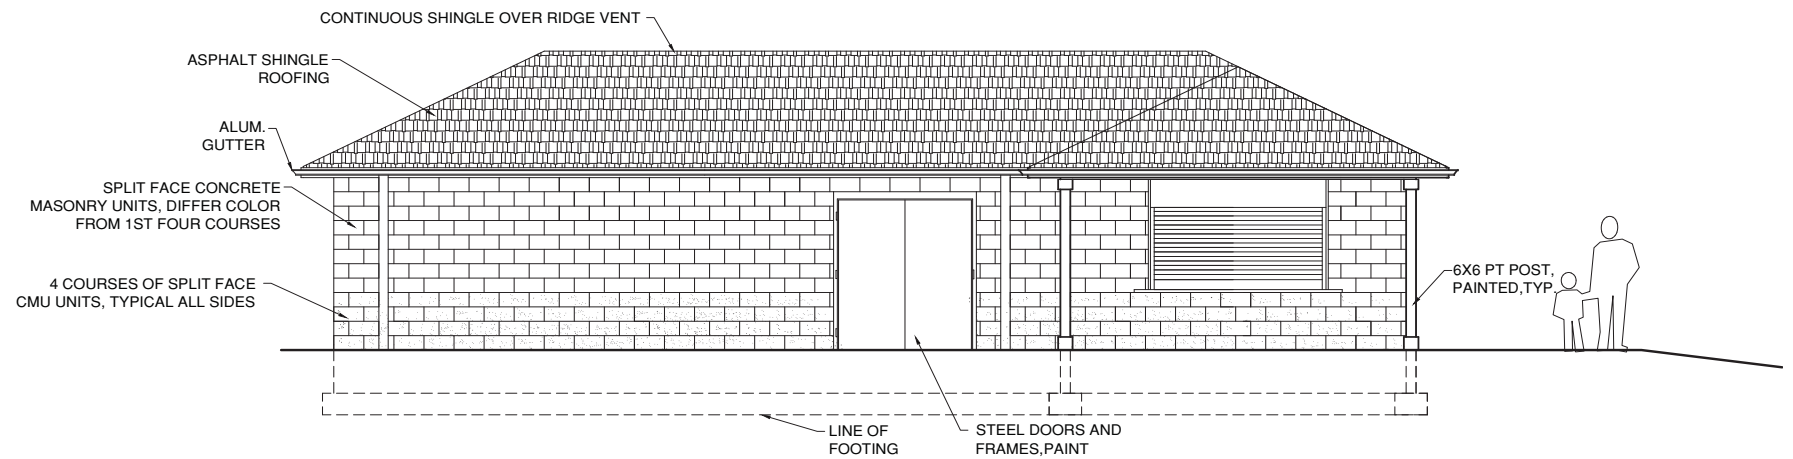 CONTINUOUS SHINGLE OVER RIDGE VENT
ASPHALT SHINGLE
ROOFING
ALUM.
GUTTER
SPLIT FACE CONCRETE
MASONRY UNITS, DIFFER COLOR
FROM 1ST FOUR COURSES
4 COURSES OF SPLIT FACE
CMU UNITS, TYPICAL ALL SIDES
6X6 PT POST,
PAINTED,TYP.
LINE OF
FOOTING
STEEL DOORS AND
FRAMES,PAINT